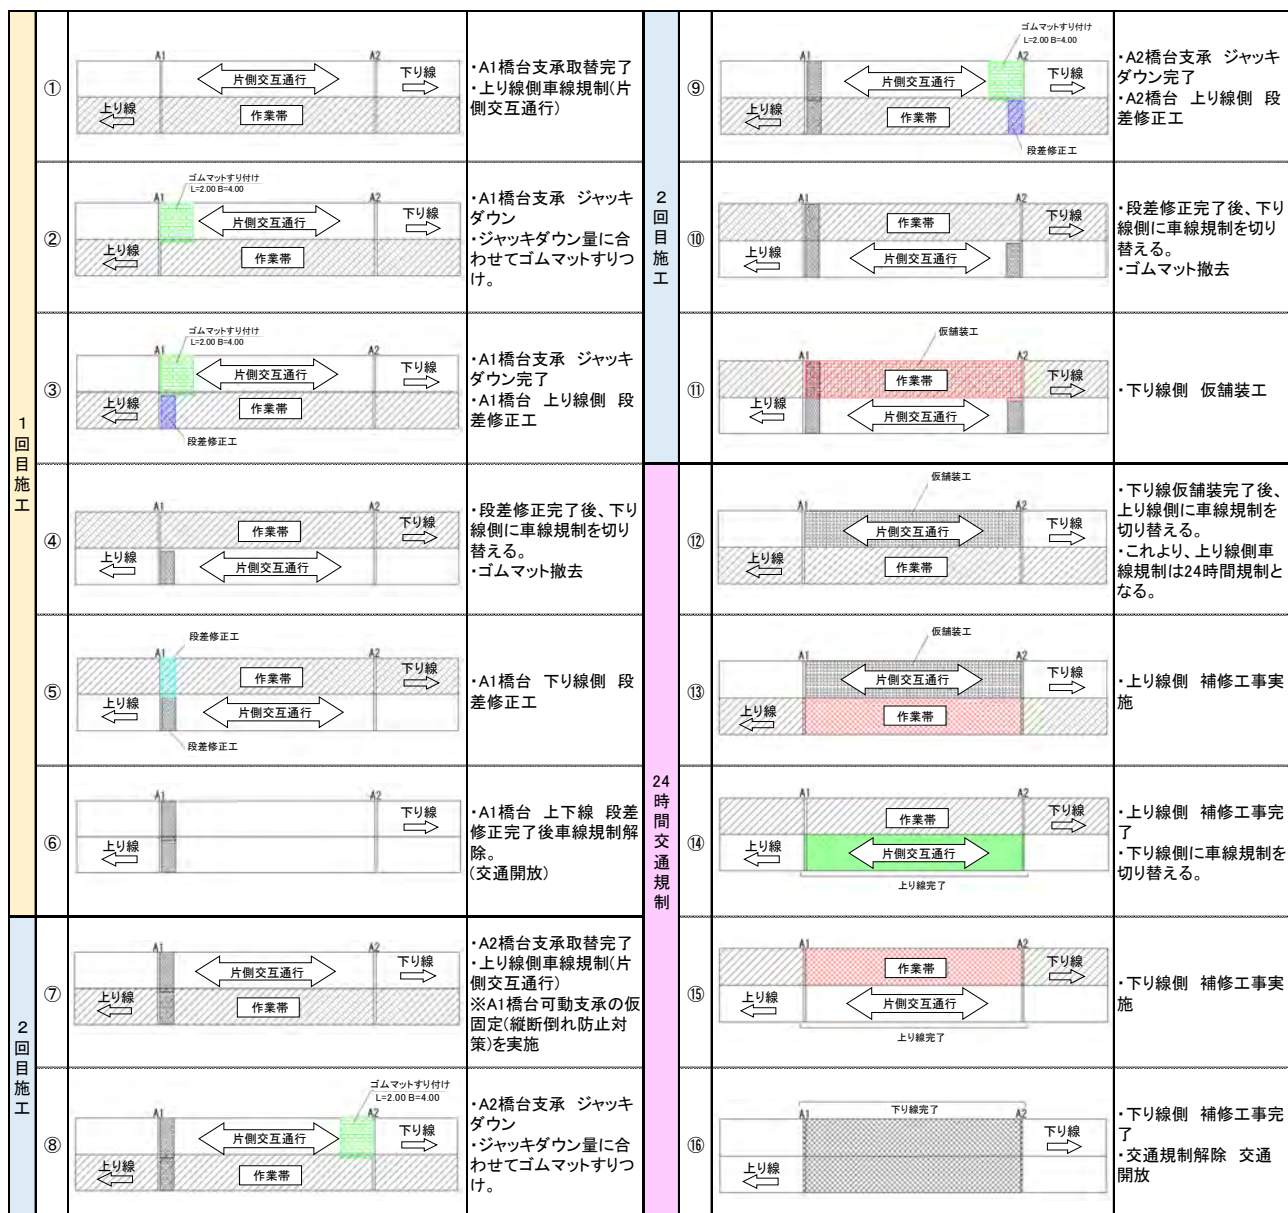 1回目施工
①
A1
A2
片側交互通行
下り線
上り線
作業帯
・A1橋台支承取替完了
・上り線側車線規制(片
側交互通行)
②
ゴムマットすり付け
L=2.00 B=4.00
A1
A2
片側交互通行
下り線
上り線
作業帯
・A1橋台支承 ジャッキ
ダウン
・ジャッキダウン量に合
わせてゴムマットすりつ
け。
③
ゴムマットすり付け
L=2.00 B=4.00
A1
A2
片側交互通行
下り線
上り線
作業帯
段差修正工
・A1橋台支承 ジャッキ
ダウン完了
・A1橋台 上り線側 段
差修正工
④
A1
A2
作業帯
下り線
上り線
片側交互通行
・段差修正完了後、下り
線側に車線規制を切り
替える。
・ゴムマット撤去
⑤
段差修正工
A1
A2
作業帯
下り線
上り線
片側交互通行
段差修正工
・A1橋台 下り線側 段
差修正工
⑥
A1
A2
下り線
上り線
・A1橋台 上下線 段差
修正完了後車線規制解
除。
(交通開放)
2回目施工
⑦
A1
A2
片側交互通行
下り線
上り線
作業帯
・A2橋台支承取替完了
・上り線側車線規制(片
側交互通行)
※A1橋台可動支承の仮
固定(縦断倒れ防止対
策)を実施
⑧
ゴムマットすり付け
L=2.00 B=4.00
A1
A2
片側交互通行
下り線
上り線
作業帯
・A2橋台支承 ジャッキ
ダウン
・ジャッキダウン量に合
わせてゴムマットすりつ
け。
2回目施工
⑨
ゴムマットすり付け
L=2.00 B=4.00
A1
A2
片側交互通行
下り線
上り線
作業帯
段差修正工
・A2橋台支承 ジャッキ
ダウン完了
・A2橋台 上り線側 段
差修正工
⑩
A1
A2
作業帯
下り線
上り線
片側交互通行
・段差修正完了後、下り
線側に車線規制を切り
替える。
・ゴムマット撤去
⑪
仮舗装工
A1
A2
作業帯
下り線
上り線
片側交互通行
・下り線側 仮舗装工
24時間交通規制
⑫
仮舗装工
A1
A2
片側交互通行
下り線
上り線
作業帯
・下り線仮舗装完了後、
上り線側に車線規制を
切り替える。
・これより、上り線側車
線規制は24時間規制と
なる。
⑬
仮舗装工
A1
A2
片側交互通行
下り線
上り線
作業帯
・上り線側 補修工事実
施
⑭
A1
A2
作業帯
下り線
上り線
片側交互通行
上り線完了
・上り線側 補修工事完
了
・下り線側に車線規制を
切り替える。
⑮
A1
A2
作業帯
下り線
上り線
片側交互通行
上り線完了
・下り線側 補修工事実
施
⑯
下り線完了
A1
A2
下り線
上り線
・下り線側 補修工事完
了
・交通規制解除 交通
開放